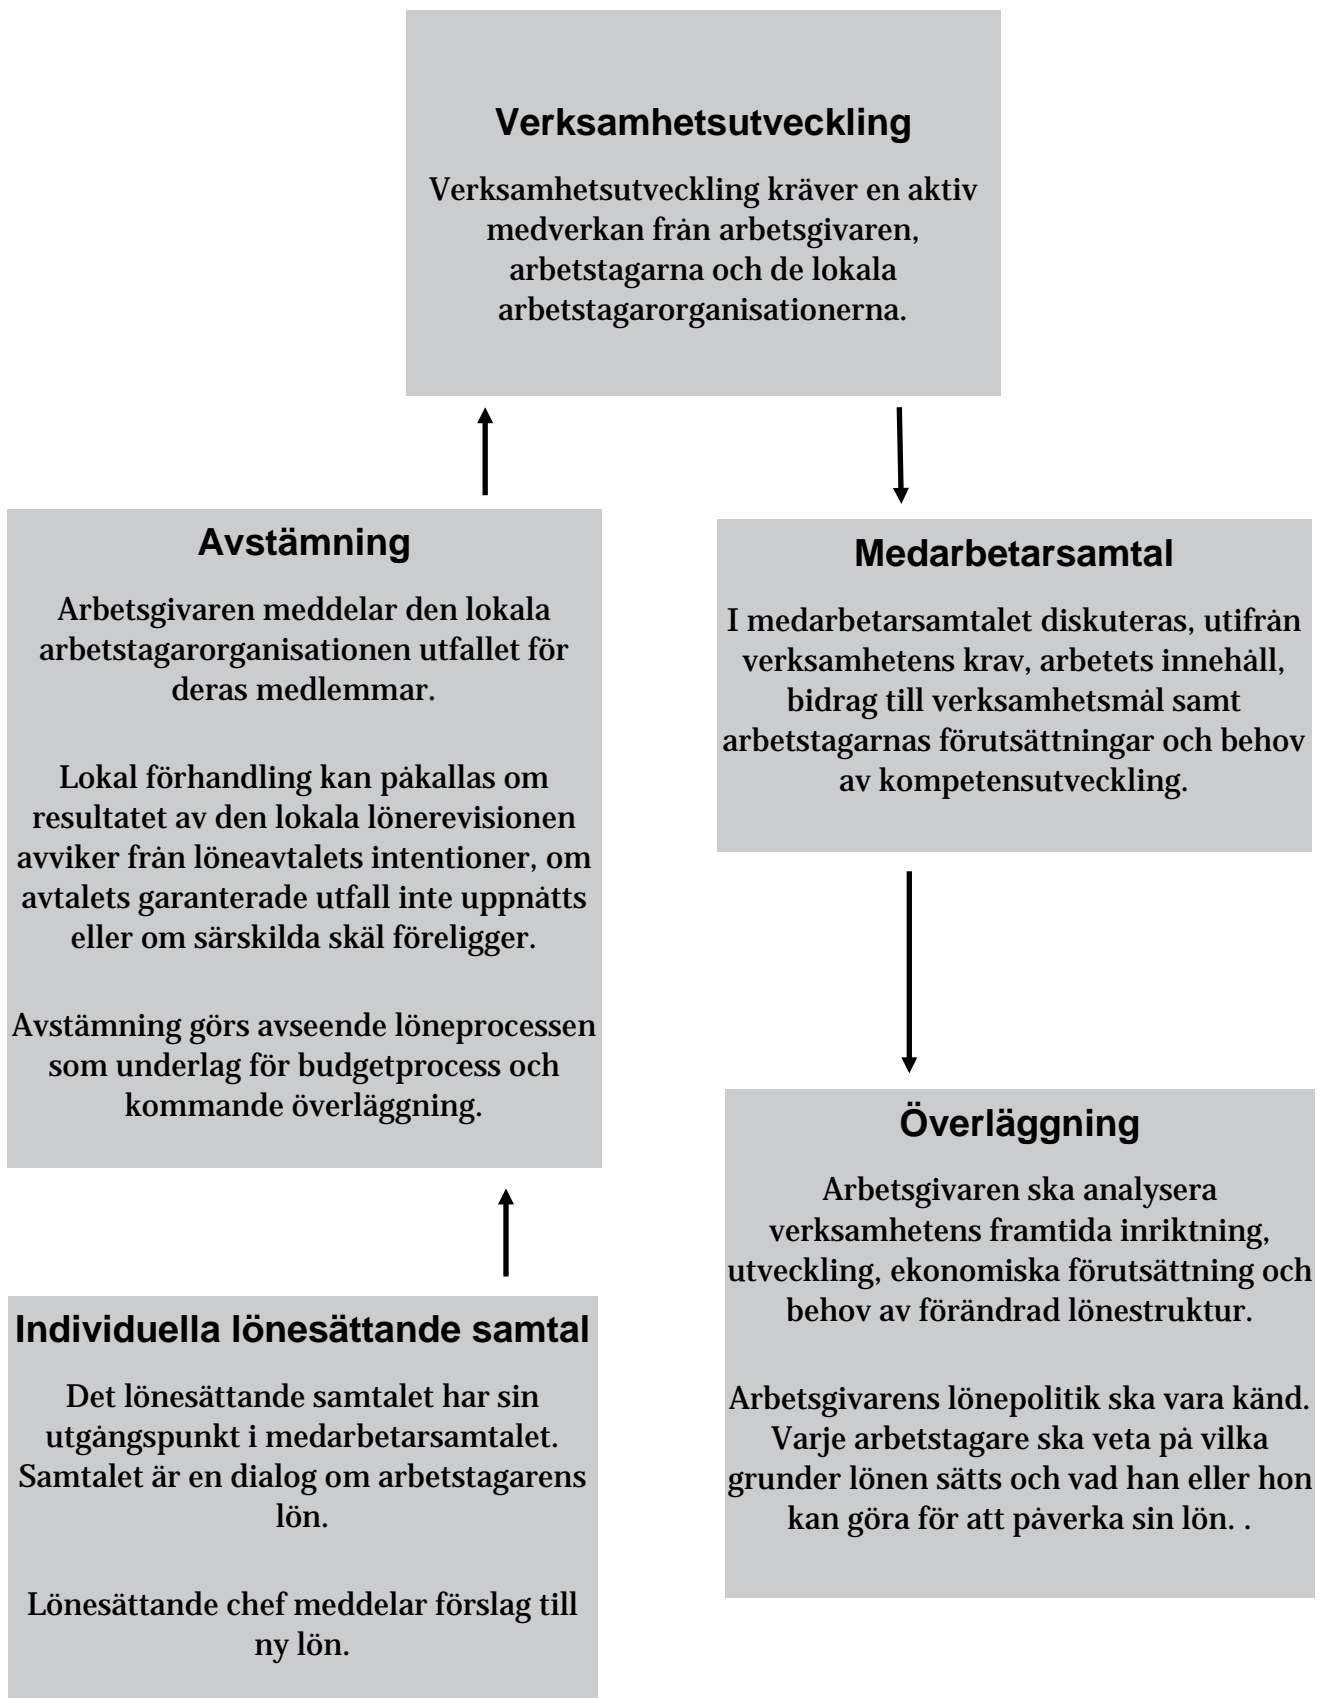 Verksamhetsutveckling
Verksamhetsutveckling kräver en aktiv
medverkan från arbetsgivaren,
arbetstagarna och de lokala
arbetstagarorganisationerna.
Avstämning
Arbetsgivaren meddelar den lokala
arbetstagarorganisationen utfallet för
deras medlemmar.
Lokal förhandling kan påkallas om
resultatet av den lokala lönerevisionen
avviker från löneavtalets intentioner, om
avtalets garanterade utfall inte uppnåtts
eller om särskilda skäl föreligger.
Avstämning görs avseende löneprocessen
som underlag för budgetprocess och
kommande överläggning.
Medarbetarsamtal
I medarbetarsamtalet diskuteras, utifrån
verksamhetens krav, arbetets innehåll,
bidrag till verksamhetsmål samt
arbetstagarnas förutsättningar och behov
av kompetensutveckling.
Överläggning
Arbetsgivaren ska analysera
verksamhetens framtida inriktning,
utveckling, ekonomiska förutsättning och
behov av förändrad lönestruktur.
Arbetsgivarens lönepolitik ska vara känd.
Varje arbetstagare ska veta på vilka
grunder lönen sätts och vad han eller hon
kan göra för att påverka sin lön. .
Individuella lönesättande samtal
Det lönesättande samtalet har sin
utgångspunkt i medarbetarsamtalet.
Samtalet är en dialog om arbetstagarens
lön.
Lönesättande chef meddelar förslag till
ny lön.